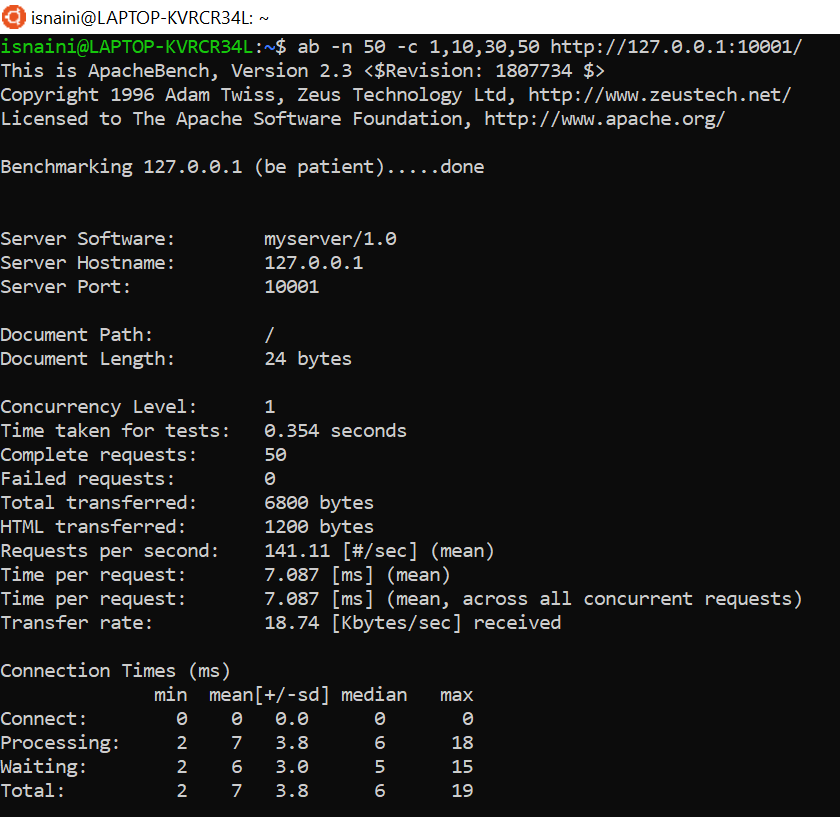 isnaini@LAPTOP-KVRCR34L: ~
isnaini@LAPTOP-KVRCR34L:~$ ab -n 50 -c 1,10,30,50 http://127.0.0.1:10001/
This is ApacheBench, Version 2.3 <$Revision: 1807734 $>
Copyright 1996 Adam Twiss, Zeus Technology Ltd, http://www.zeustech.net/
Licensed to The Apache Software Foundation, http://www.apache.org/
Benchmarking 127.0.0.1 (be patient).....done
Server Software:        myserver/1.0
Server Hostname:        127.0.0.1
Server Port:            10001
Document Path:          /
Document Length:        24 bytes
Concurrency Level:      1
Time taken for tests:   0.354 seconds
Complete requests:      50
Failed requests:        0
Total transferred:      6800 bytes
HTML transferred:       1200 bytes
Requests per second:    141.11 [#/sec] (mean)
Time per request:       7.087 [ms] (mean)
Time per request:       7.087 [ms] (mean, across all concurrent requests)
Transfer rate:          18.74 [Kbytes/sec] received
Connection Times (ms)
              min  mean[+/-sd] median   max
Connect:        0    0   0.0      0       0
Processing:     2    7   3.8      6      18
Waiting:        2    6   3.0      5      15
Total:          2    7   3.8      6      19